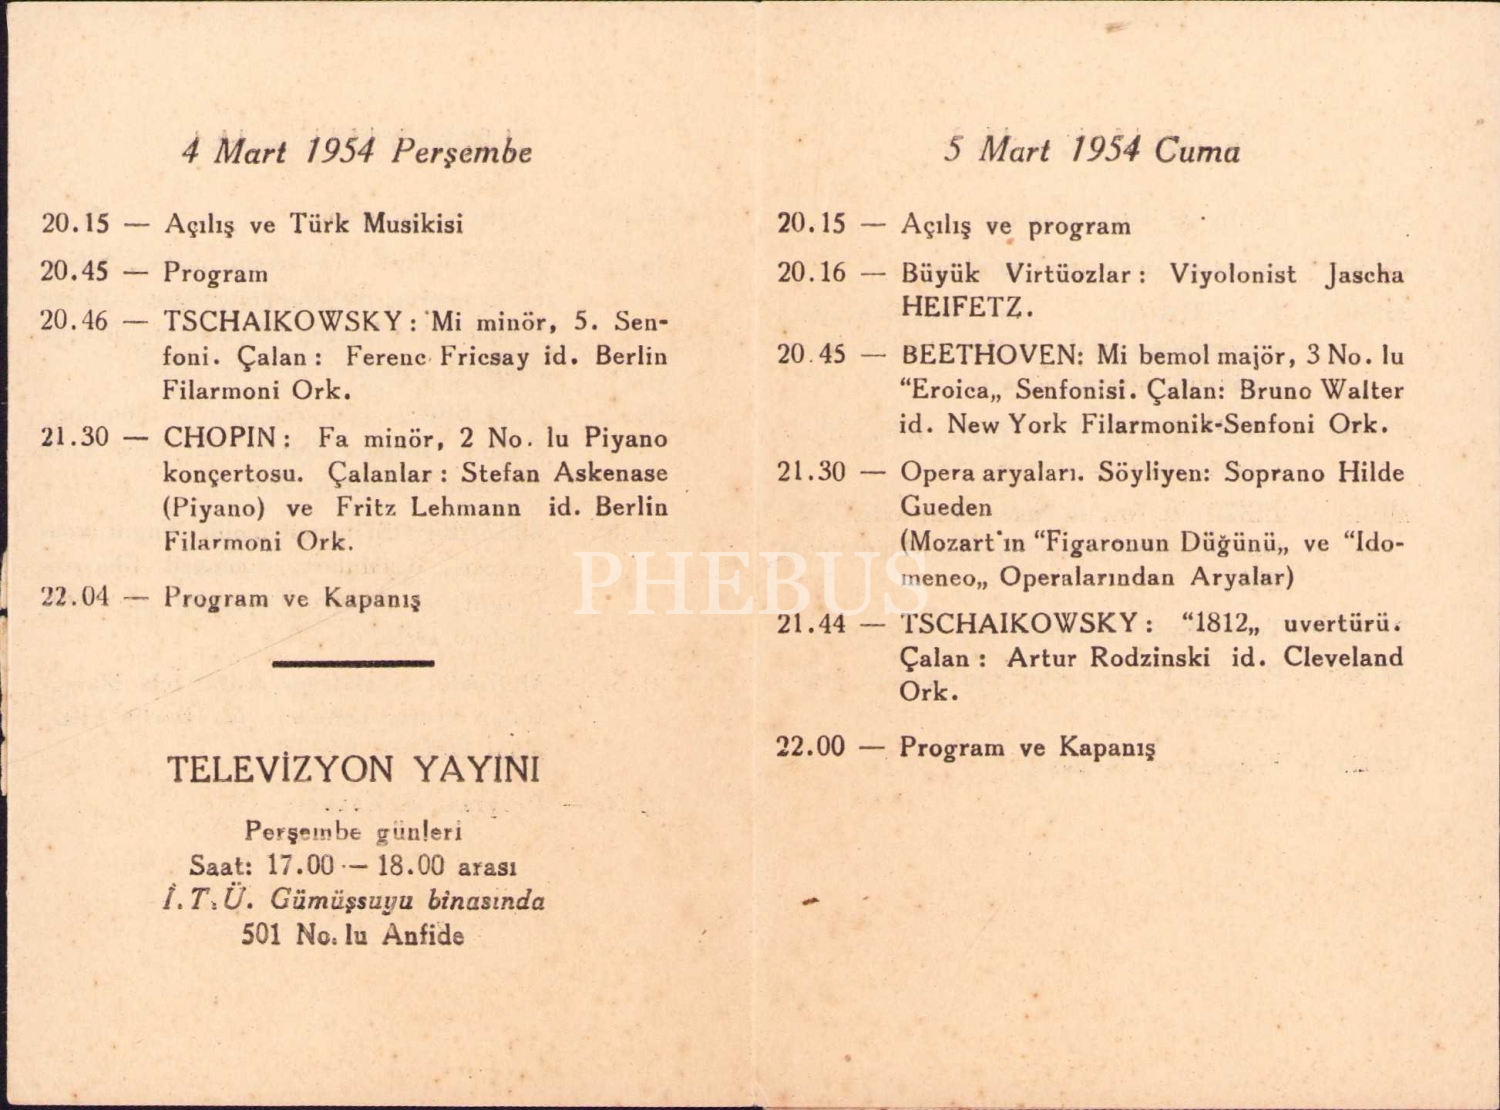 4 Mart 1954 Perşembe
20.15 — Açılış ve Türk Musikisi
20.45 — Program
20.46 — TSCHAIKOWSKY: Mi minör, 5. Sen-
foni. Çalan: Ferenc Fricsay id. Berlin
Filarmoni Ork.
21.30 — CHOPIN: Fa minör, 2 No. lu Piyano
konçertosu. Çalanlar: Stefan Askenase
(Piyano) ve Fritz Lehmann id. Berlin
Filarmoni Ork.
22.04 — Program ve Kapanış
TELEVİZYON YAYINI
Perşembe günleri
Saat: 17.00 — 18.00 arası
İ.T.Ü. Gümüşsuyu binasında
501 No. lu Anfide
5 Mart 1954 Cuma
20.15 — Açılış ve program
20.16 — Büyük Virtüozlar: Viyolonist Jascha
HEIFETZ.
20.45 — BEETHOVEN: Mi bemol majör, 3 No. lu
“Eroica„ Senfonisi. Çalan: Bruno Walter
id. New York Filarmonik-Senfoni Ork.
21.30 — Opera aryaları. Söyliyen: Soprano Hilde
Gueden
(Mozart'ın “Figaronun Düğünü„ ve “Ido-
meneo„ Operalarından Aryalar)
21.44 — TSCHAIKOWSKY: “1812„ uvertürü.
Çalan: Artur Rodzinski id. Cleveland
Ork.
22.00 — Program ve Kapanış
PHEBUS